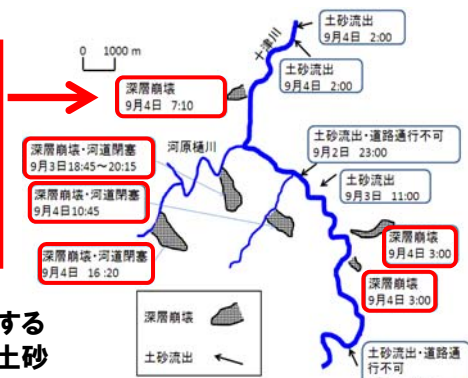 土砂流出
9月4日 2:00
0 1000 m
十津川
土砂流出
9月4日 2:00
深層崩壊
9月4日 7:10
土砂流出・道路通行不可
9月2日 23:00
河原樋川
深層崩壊・河道閉塞
9月3日18:45～20:15
土砂流出
9月3日 11:00
深層崩壊・河道閉塞
9月4日10:45
深層崩壊
9月4日 3:00
深層崩壊・河道閉塞
9月4日 16:20
深層崩壊
9月4日 3:00
する
土砂
深層崩壊
土砂流出
土砂流出・道路通
行不可